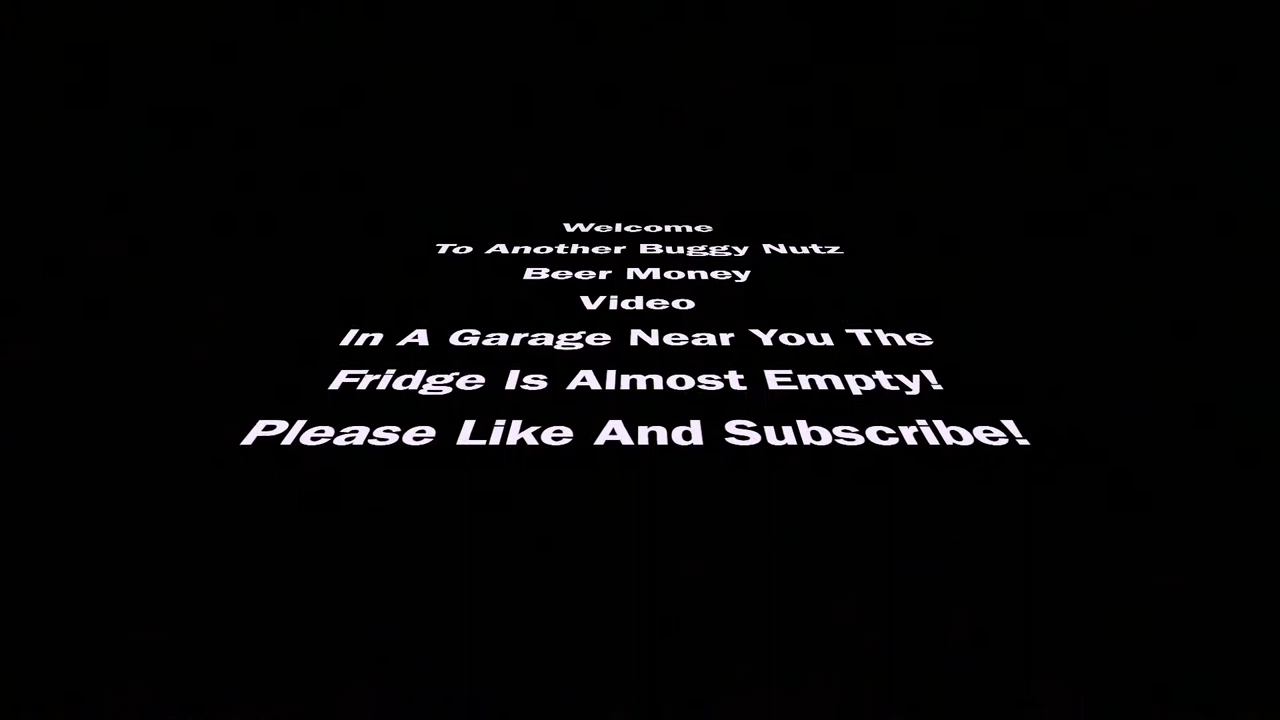 Welcome
To Another Buggy Nutz
Beer Money
Video
In A Garage Near You The
Fridge Is Almost Empty!
Please Like And Subscribe!